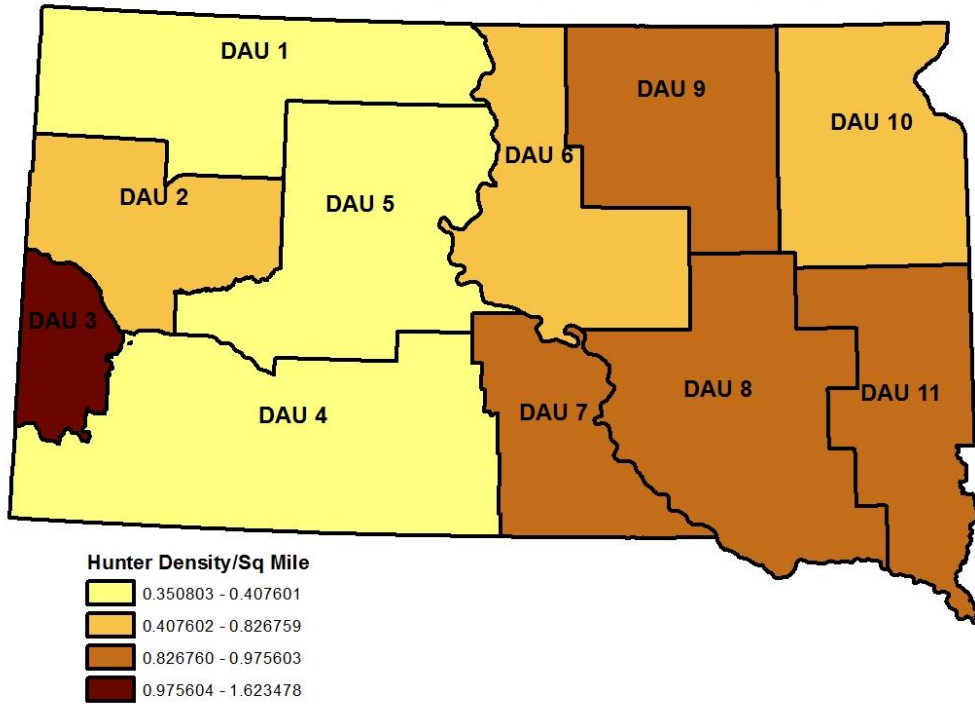 DAU 1
DAU 9
DAU 10
DAU 6
DAU 2
DAU 5
DAU 3
DAU 8
DAU 11
DAU 4
DAU 7
Hunter Density/Sq Mile
0.350803 - 0.407601
0.407602 - 0.826759
0.826760 - 0.975603
0.975604 - 1.623478